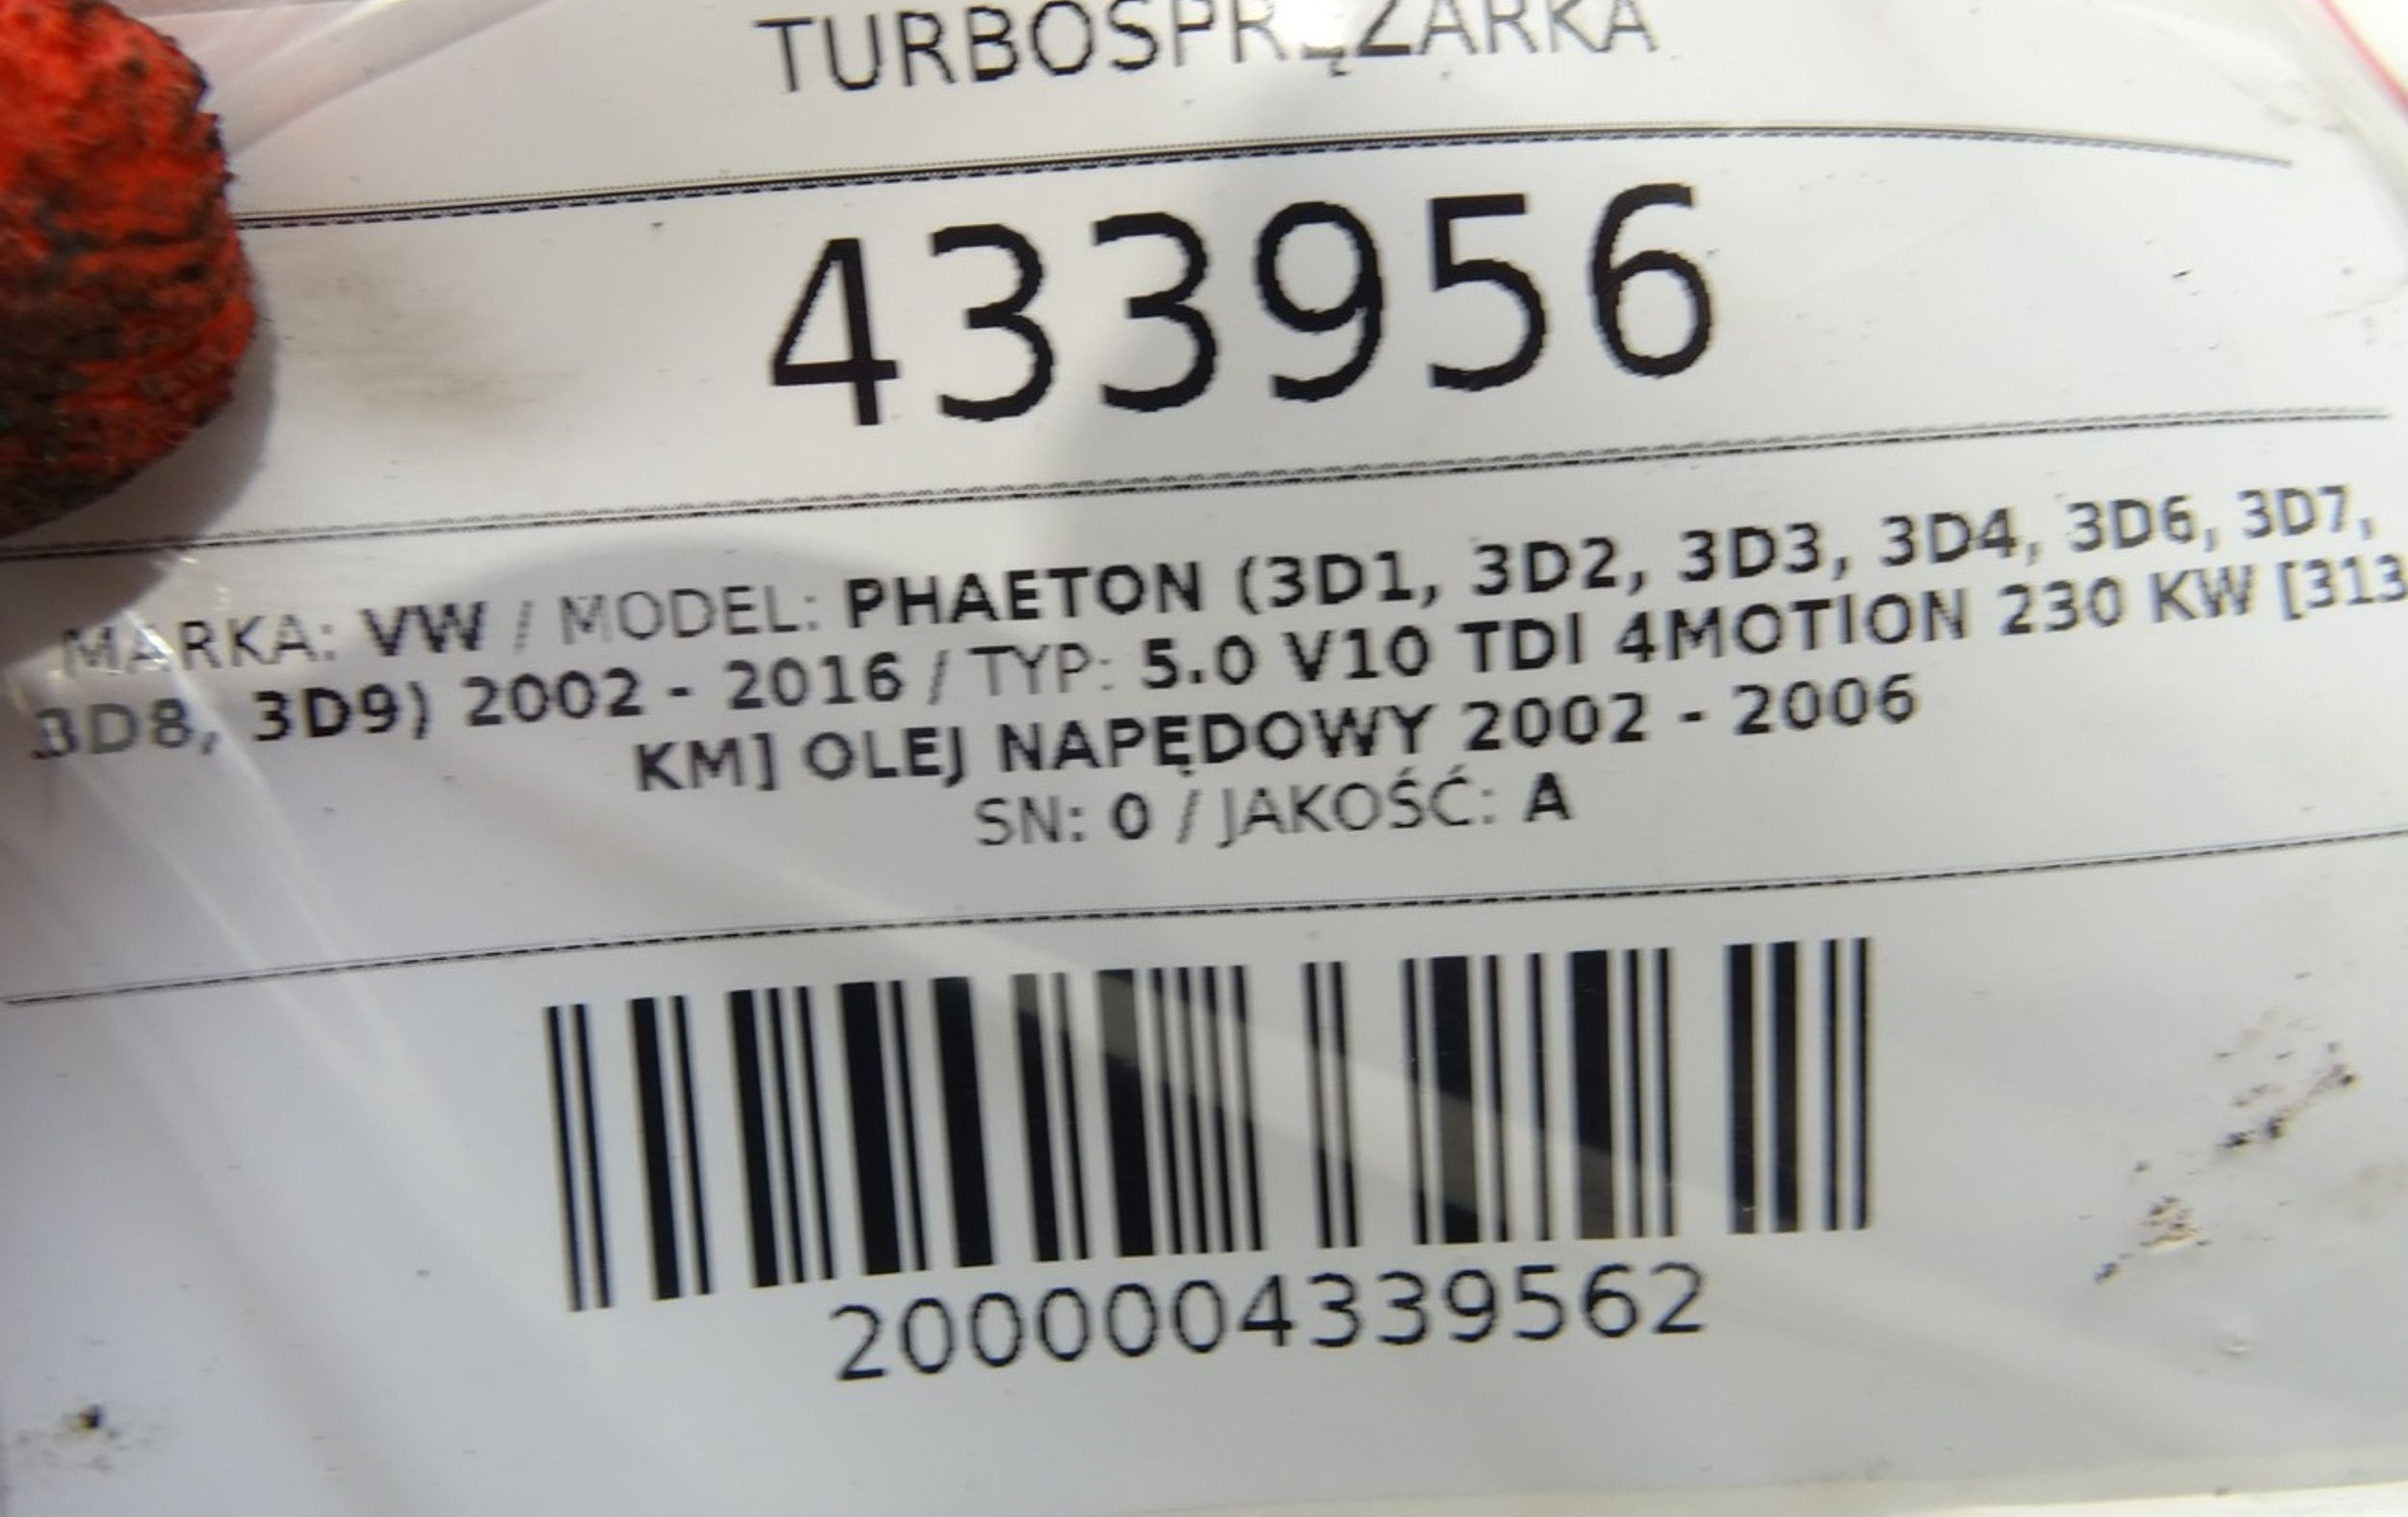 TURBOSPRĘŻARKA
433956
MARKA: VW / MODEL: PHAETON (3D1, 3D2, 3D3, 3D4, 3D6, 3D7,
3D8, 3D9) 2002 - 2016 / TYP: 5.0 V10 TDI 4MOTION 230 KW [313
KM] OLEJ NAPĘDOWY 2002 - 2006
SN: 0 / JAKOŚĆ: A
2000004339562